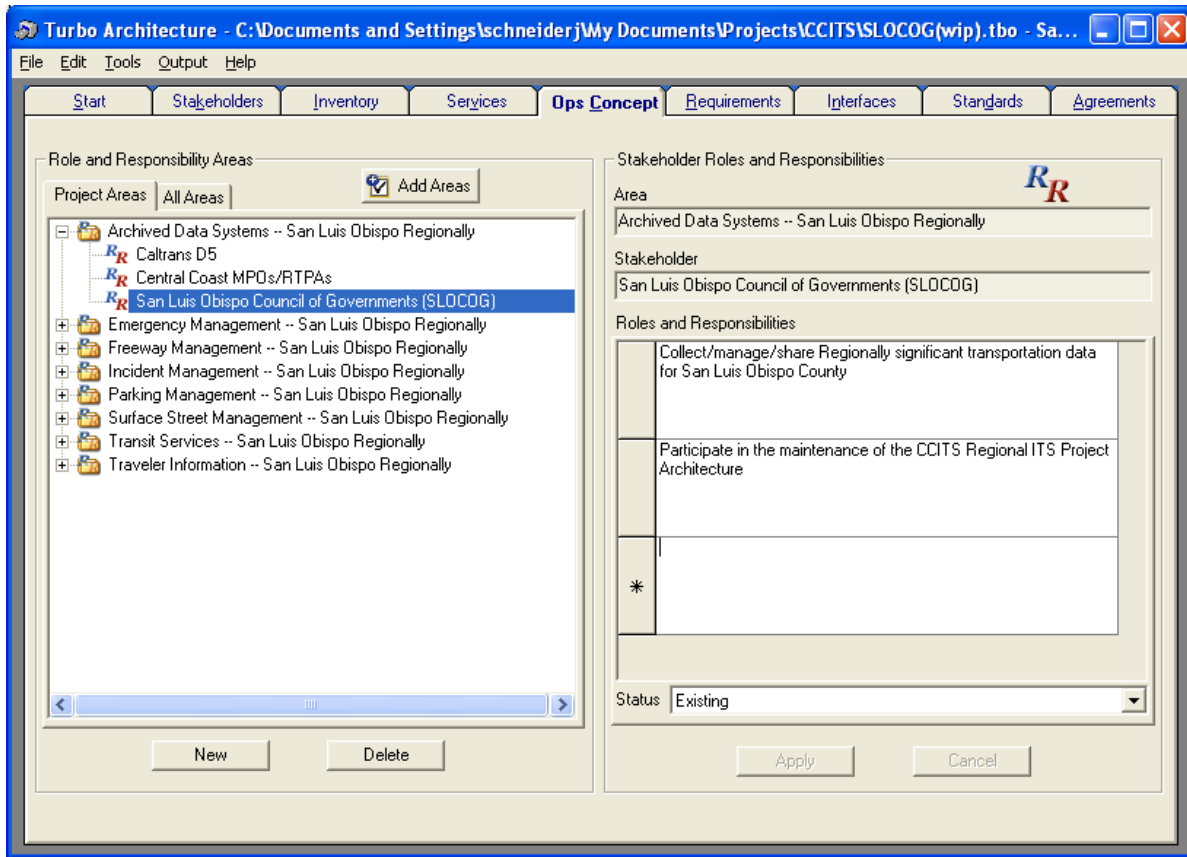 Turbo Architecture - C:\Documents and Settings\schneiderj\My Documents\Projects\CCITS\SLOCOG(wip).tbo - Sa...
File Edit Tools Output Help
Start Stakeholders Inventory Services Ops Concept Requirements Interfaces Standards Agreements
Role and Responsibility Areas
Project Areas All Areas Add Areas
Archived Data Systems -- San Luis Obispo Regionally
RR Caltrans D5
RR Central Coast MPOs/RTPAs
RR San Luis Obispo Council of Governments (SLOCOG)
Emergency Management -- San Luis Obispo Regionally
Freeway Management -- San Luis Obispo Regionally
Incident Management -- San Luis Obispo Regionally
Parking Management -- San Luis Obispo Regionally
Surface Street Management -- San Luis Obispo Regionally
Transit Services -- San Luis Obispo Regionally
Traveler Information -- San Luis Obispo Regionally
New Delete
Stakeholder Roles and Responsibilities
RR
Area
Archived Data Systems -- San Luis Obispo Regionally
Stakeholder
San Luis Obispo Council of Governments (SLOCOG)
Roles and Responsibilities
Collect/manage/share Regionally significant transportation data
for San Luis Obispo County
Participate in the maintenance of the CCITS Regional ITS Project
Architecture
*
Status Existing
Apply Cancel